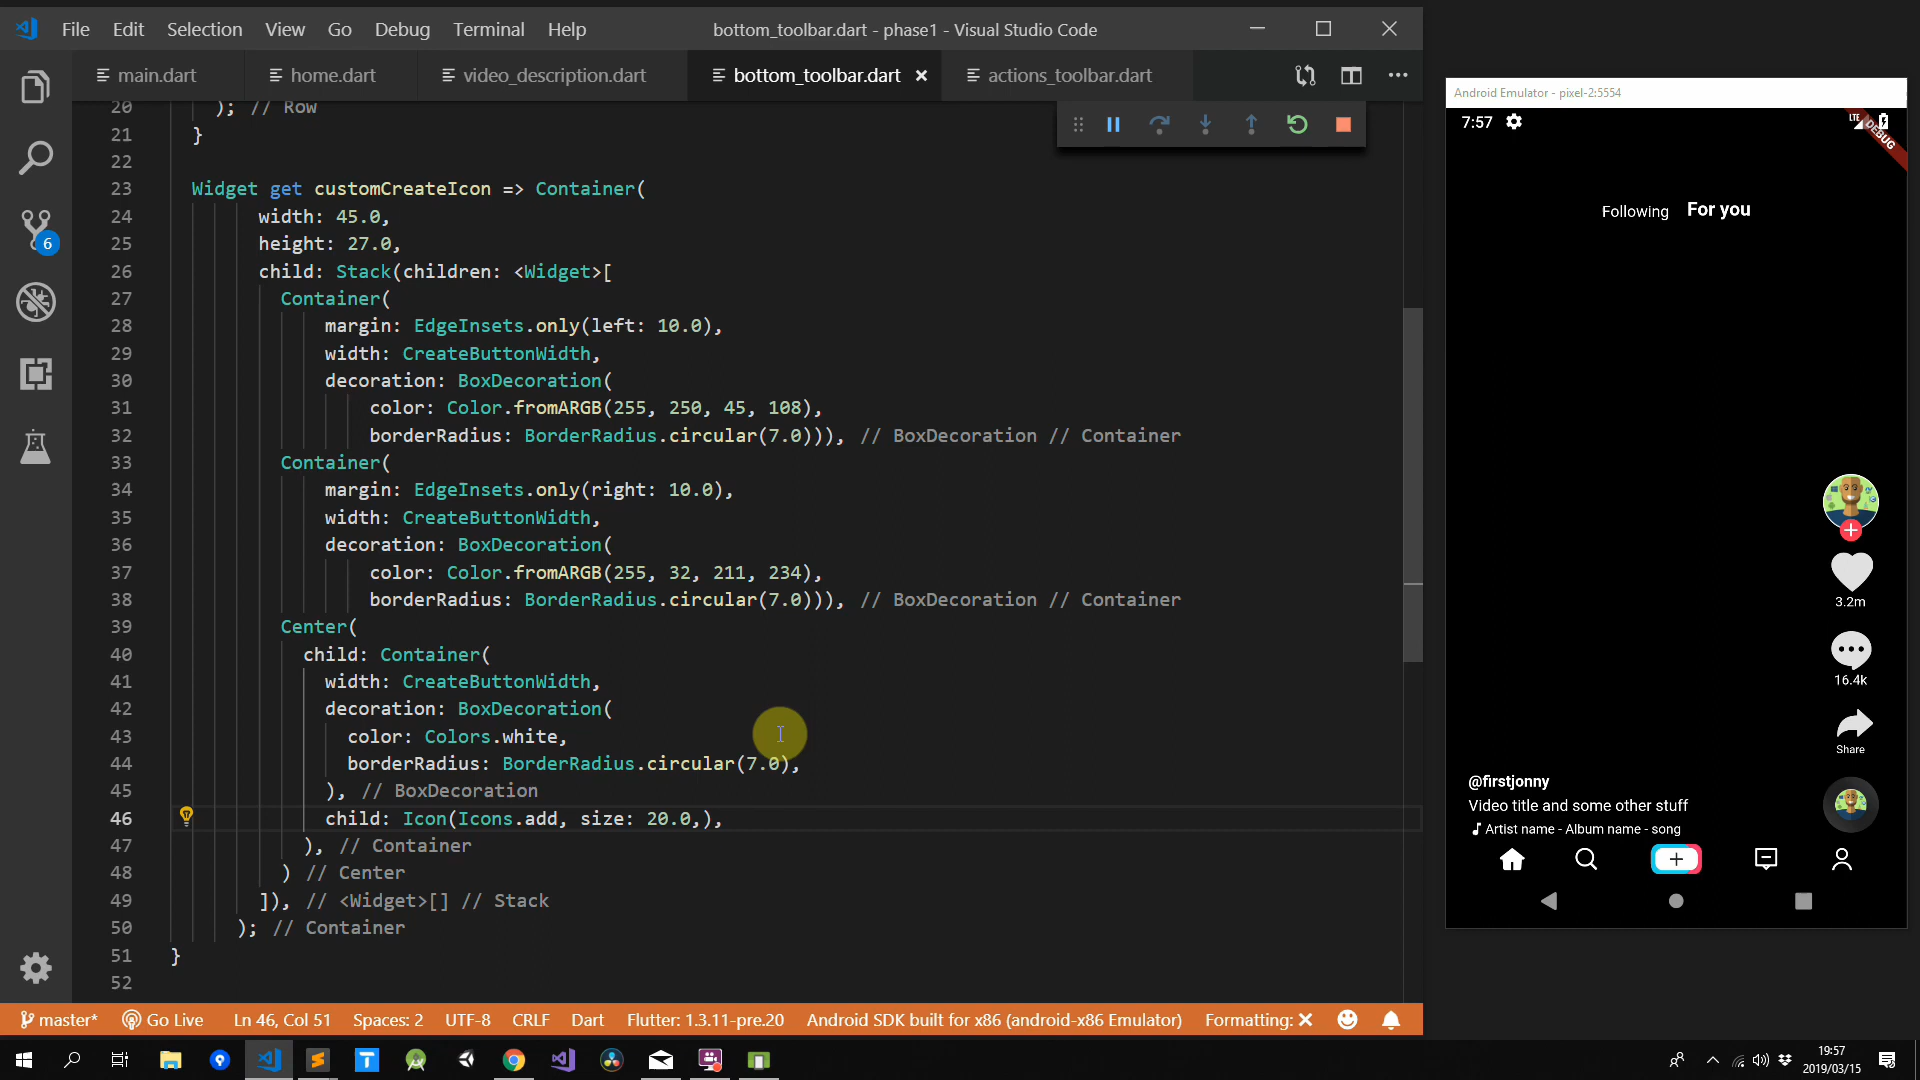 File Edit Selection View Go Debug Terminal Help
bottom_toolbar.dart - phase1 - Visual Studio Code
main.dart home.dart video_description.dart bottom_toolbar.dart actions_toolbar.dart
20 ); // Row
21 }
22
23 Widget get customCreateIcon => Container(
24 width: 45.0,
25 height: 27.0,
26 child: Stack(children: <Widget>[
27 Container(
28 margin: EdgeInsets.only(left: 10.0),
29 width: CreateButtonWidth,
30 decoration: BoxDecoration(
31 color: Color.fromARGB(255, 250, 45, 108),
32 borderRadius: BorderRadius.circular(7.0))), // BoxDecoration // Container
33 Container(
34 margin: EdgeInsets.only(right: 10.0),
35 width: CreateButtonWidth,
36 decoration: BoxDecoration(
37 color: Color.fromARGB(255, 32, 211, 234),
38 borderRadius: BorderRadius.circular(7.0))), // BoxDecoration // Container
39 Center(
40 child: Container(
41 width: CreateButtonWidth,
42 decoration: BoxDecoration(
43 color: Colors.white,
44 borderRadius: BorderRadius.circular(7.0),
45 ), // BoxDecoration
46 child: Icon(Icons.add, size: 20.0,),
47 ), // Container
48 ) // Center
49 ]), // <Widget>[] // Stack
50 ); // Container
51 }
52
6
master* Go Live Ln 46, Col 51 Spaces: 2 UTF-8 CRLF Dart Flutter: 1.3.11-pre.20 Android SDK built for x86 (android-x86 Emulator) Formatting: ×
Android Emulator - pixel-2:5554
7:57
LTE
DEBUG
Following For you
3.2m
16.4k
Share
@firstjonny
Video title and some other stuff
Artist name - Album name - song
19:57
2019/03/15